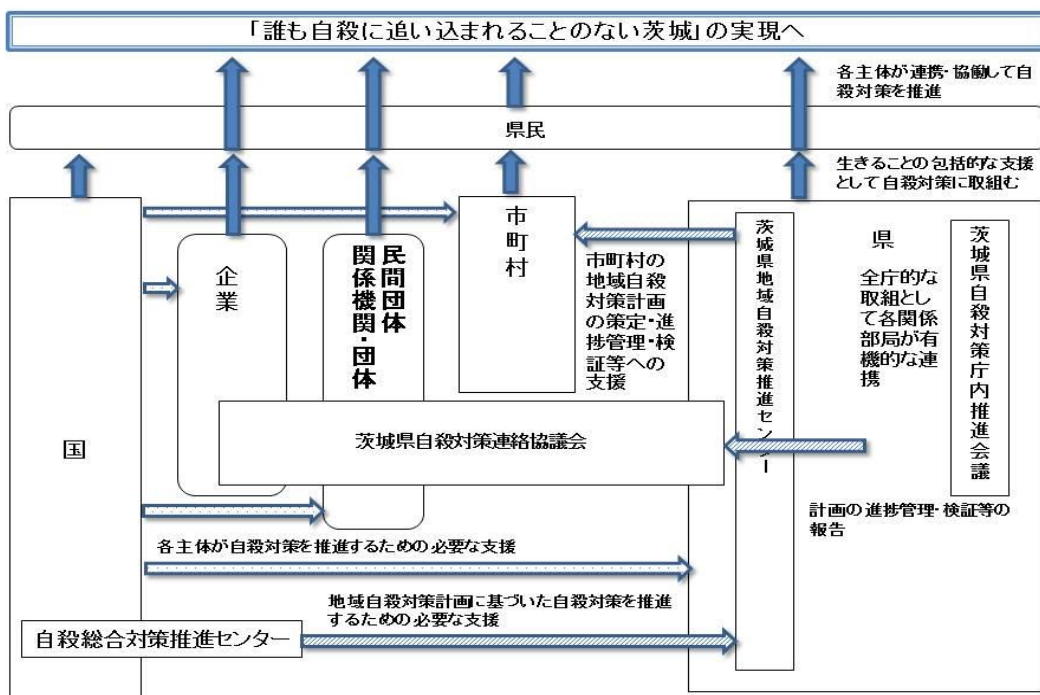 「誰も自殺に追い込まれることのない茨城」の実現へ
各主体が連携・協働して自
殺対策を推進
県民
生きることの包括的な支援
として自殺対策に取組む
国
企業
民間団体
関係機関・団体
市町村
市町村の
地域自殺
対策計画
の策定・進
捗管理・検
証等への
支援
茨城県地域自殺対策推進センター
県
全庁的な
取組とし
て各関係
部局が有
機的な連
携
茨城県自殺対策庁内推進会議
茨城県自殺対策連絡協議会
計画の進捗管理・検証等の
報告
各主体が自殺対策を推進するための必要な支援
地域自殺対策計画に基づいた自殺対策を推進
するための必要な支援
自殺総合対策推進センター